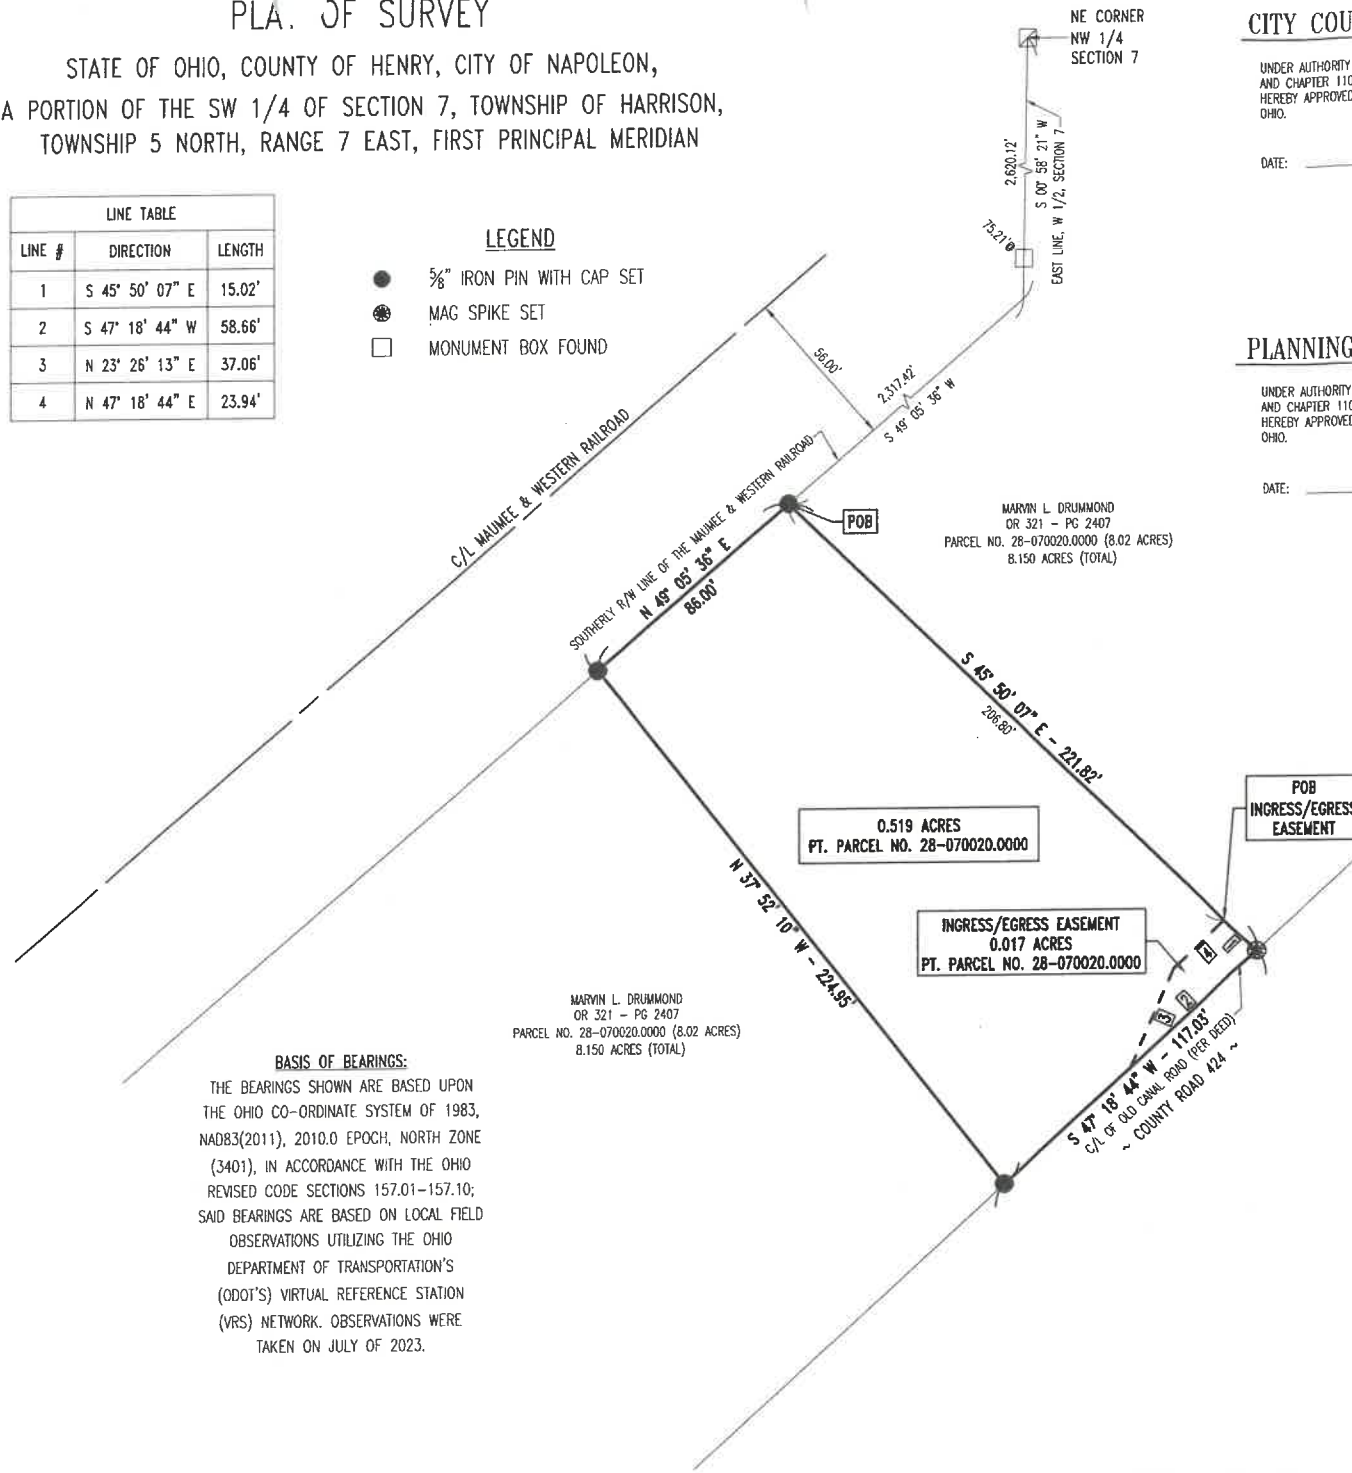 PLA. OF SURVEY
STATE OF OHIO, COUNTY OF HENRY, CITY OF NAPOLEON,
A PORTION OF THE SW 1/4 OF SECTION 7, TOWNSHIP OF HARRISON,
TOWNSHIP 5 NORTH, RANGE 7 EAST, FIRST PRINCIPAL MERIDIAN
NE CORNER
NW 1/4
SECTION 7
CITY COU
UNDER AUTHORITY
AND CHAPTER 110
HEREBY APPROVED
OHIO.
DATE:
LINE TABLE
LINE # DIRECTION LENGTH
1 S 45° 50' 07" E 15.02'
2 S 47° 18' 44" W 58.66'
3 N 23° 26' 13" E 37.06'
4 N 47° 18' 44" E 23.94'
LEGEND
⅝" IRON PIN WITH CAP SET
MAG SPIKE SET
MONUMENT BOX FOUND
2,620.12'
S 00° 58' 21" W
EAST LINE, W 1/2, SECTION 7
75.21'
PLANNING
UNDER AUTHORITY
AND CHAPTER 110
HEREBY APPROVED
OHIO.
DATE:
56.00'
2,317.42'
S 49° 05' 36" W
C/L MAUMEE & WESTERN RAILROAD
SOUTHERLY R/W LINE OF THE MAUMEE & WESTERN RAILROAD
N 49° 05' 36" E
86.00'
POB
MARVIN L. DRUMMOND
OR 321 - PG 2407
PARCEL NO. 28-070020.0000 (8.02 ACRES)
8.150 ACRES (TOTAL)
S 45° 50' 07" E - 221.82'
206.80'
POB
INGRESS/EGRESS
EASEMENT
0.519 ACRES
PT. PARCEL NO. 28-070020.0000
N 37° 52' 10" W - 224.95'
INGRESS/EGRESS EASEMENT
0.017 ACRES
PT. PARCEL NO. 28-070020.0000
4
1
2
3
S 47° 18' 44" W - 117.03'
C/L OF OLD CANAL ROAD (PER DEED)
~ COUNTY ROAD 424 ~
MARVIN L. DRUMMOND
OR 321 - PG 2407
PARCEL NO. 28-070020.0000 (8.02 ACRES)
8.150 ACRES (TOTAL)
BASIS OF BEARINGS:
THE BEARINGS SHOWN ARE BASED UPON
THE OHIO CO-ORDINATE SYSTEM OF 1983,
NAD83(2011), 2010.0 EPOCH, NORTH ZONE
(3401), IN ACCORDANCE WITH THE OHIO
REVISED CODE SECTIONS 157.01-157.10;
SAID BEARINGS ARE BASED ON LOCAL FIELD
OBSERVATIONS UTILIZING THE OHIO
DEPARTMENT OF TRANSPORTATION'S
(ODOT'S) VIRTUAL REFERENCE STATION
(VRS) NETWORK. OBSERVATIONS WERE
TAKEN ON JULY OF 2023.